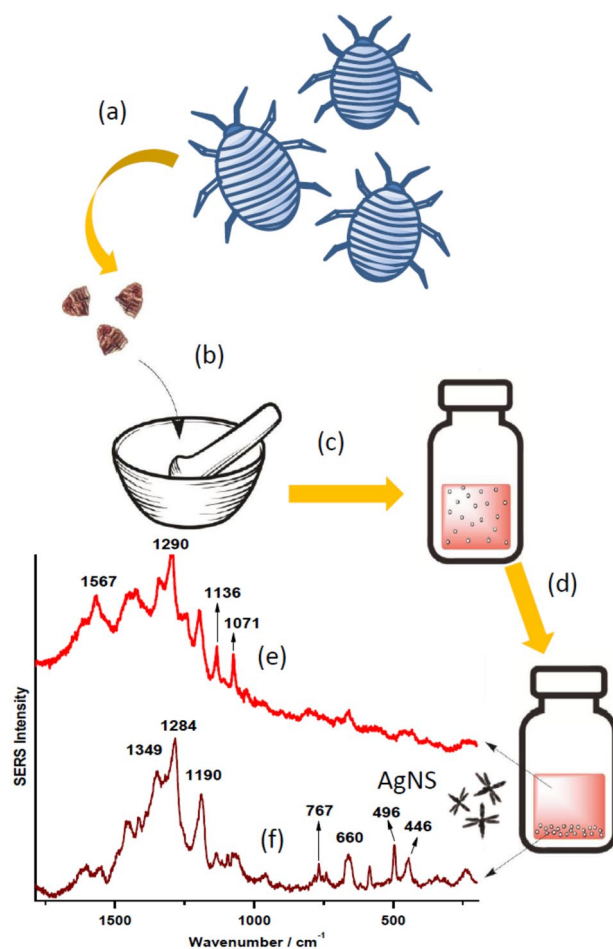 (a)
(b)
(c)
(d)
1290
1567
1136
1071
(e)
1284
1349
1190
AgNS
767
496
660
446
(f)
SERS Intensity
1500
1000
500
Wavenumber / cm⁻¹